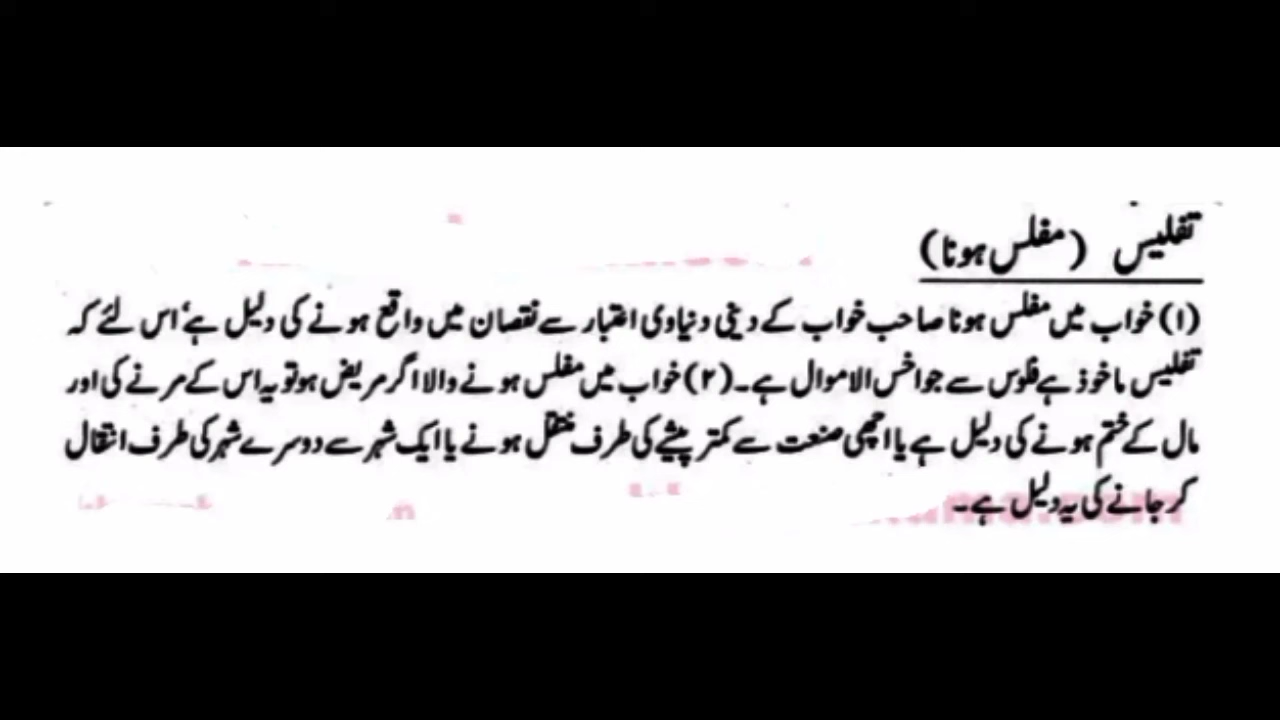 تفلیس (مفلس ہونا)
(۱) خواب میں مفلس ہونا صاحب خواب کے دینی دنیاوی اعتبار سے نقصان میں واقع ہونے کی دلیل ہے٬ اس لئے کہ
تفلیس ماخوذ ہے فلوس سے جو اخس الاموال ہے۔ (۲) خواب میں مفلس ہونے والا اگر مریض ہو تو یہ اس کے مرنے کی اور
مال کے ختم ہونے کی دلیل ہے یا اچھی صنعت سے کمتر پیشے کی طرف منتقل ہونے یا ایک شہر سے دوسرے شہر کی طرف انتقال
کر جانے کی یہ دلیل ہے۔